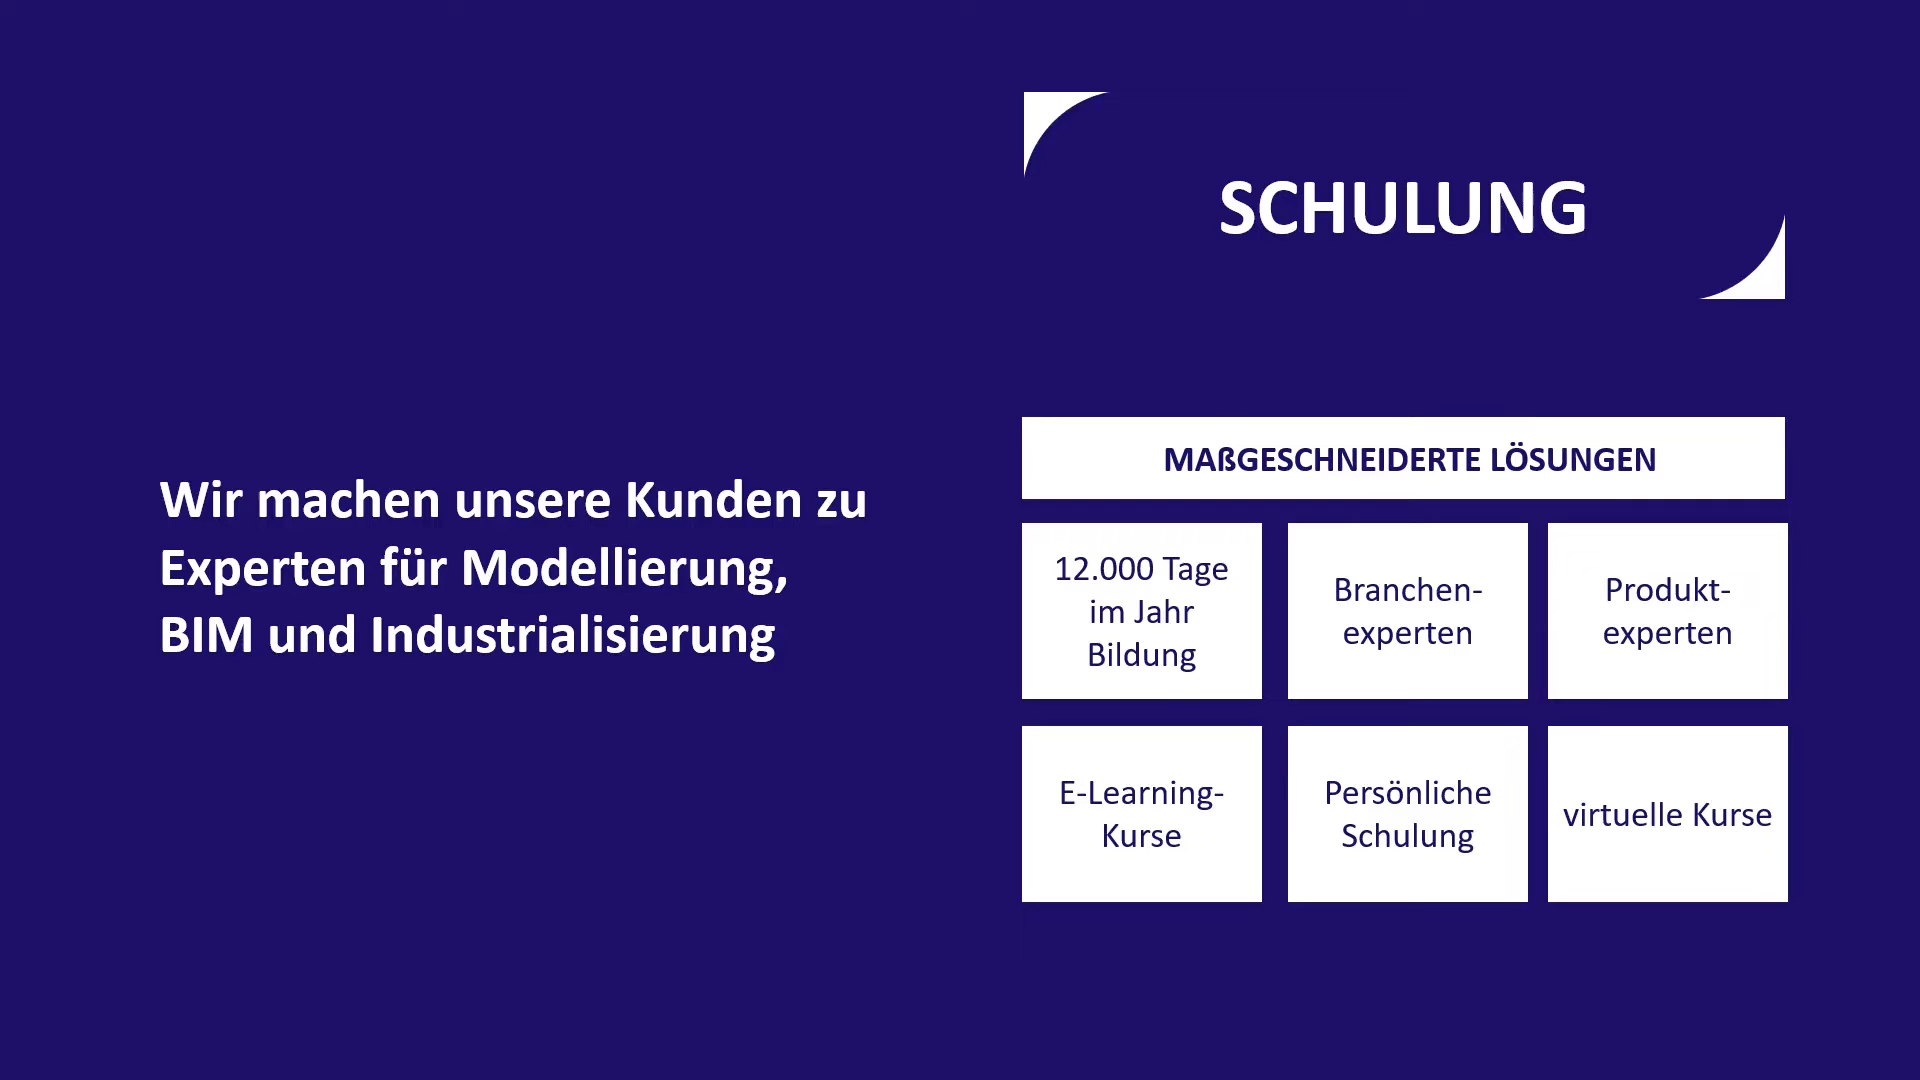 SCHULUNG
Wir machen unsere Kunden zu
Experten für Modellierung,
BIM und Industrialisierung
MAßGESCHNEIDERTE LÖSUNGEN
12.000 Tage
im Jahr
Bildung
Branchen-
experten
Produkt-
experten
E-Learning-
Kurse
Persönliche
Schulung
virtuelle Kurse